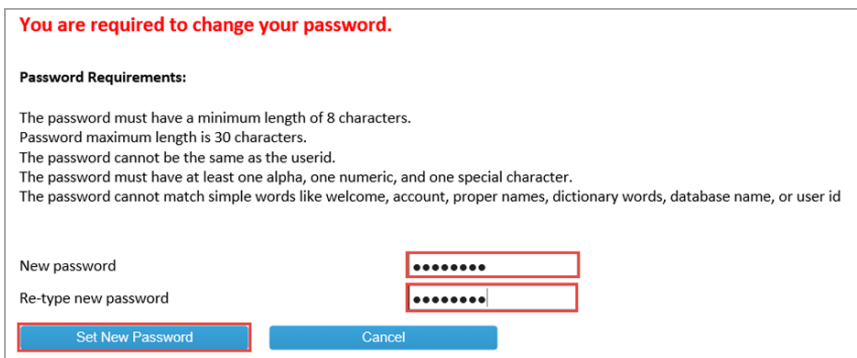 You are required to change your password.
Password Requirements:
The password must have a minimum length of 8 characters.
Password maximum length is 30 characters.
The password cannot be the same as the userid.
The password must have at least one alpha, one numeric, and one special character.
The password cannot match simple words like welcome, account, proper names, dictionary words, database name, or user id
New password ●●●●●●●●
Re-type new password ●●●●●●●●
Set New Password Cancel